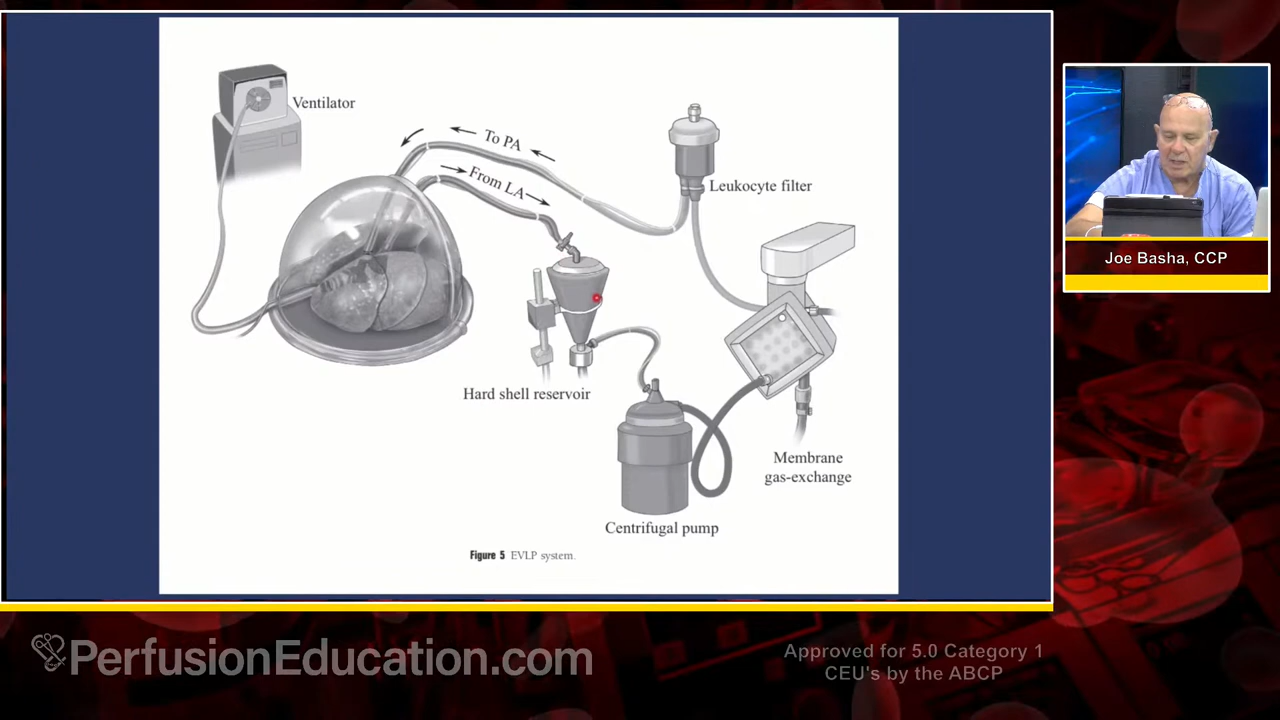 Ventilator
To PA
From LA
Leukocyte filter
Hard shell reservoir
Membrane
gas-exchange
Centrifugal pump
Figure 5 EVLP system.
Joe Basha, CCP
PerfusionEducation.com
Approved for 5.0 Category 1
CEU's by the ABCP